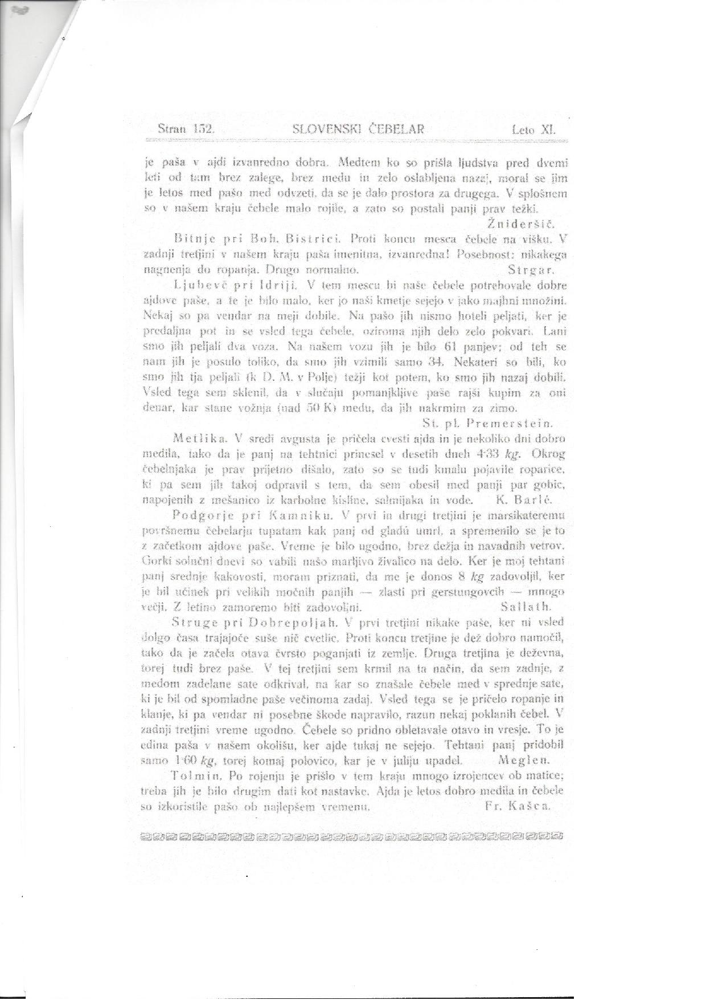 Stran 152. SLOVENSKI ČEBELAR Leto XI.
je paša v ajdi izvanredno dobra. Medtem ko so prišla ljudstva pred dvemi
leti od tam brez zalege, brez medu in zelo oslabljena nazaj, moral se jim
je letos med pašo med odvzeti, da se je dalo prostora za drugega. V splošnem
so v našem kraju čebele malo rojile, a zato so postali panji prav težki.
Žnideršič.
Bitnje pri Boh. Bistrici. Proti koncu mesca čebele na višku. V
zadnji tretjini v našem kraju paša imenitna, izvanredna! Posebnost: nikakega
nagnenja do ropanja. Drugo normalno. Strgar.
Ljubevč pri Idriji. V tem mescu bi naše čebele potrebovale dobre
ajdove paše, a te je bilo malo, ker jo naši kmetje sejejo v jako majhni množini.
Nekaj so pa vendar na meji dobile. Na pašo jih nismo hoteli peljati, ker je
predaljna pot in se vsled tega čebele, oziroma njih delo zelo pokvari. Lani
smo jih peljali dva voza. Na našem vozu jih je bilo 61 panjev; od teh se
nam jih je posulo toliko, da smo jih vzimili samo 34. Nekateri so bili, ko
smo jih tja peljali (k D. M. v Polje) težji kot potem, ko smo jih nazaj dobili.
Vsled tega sem sklenil, da v slučaju pomanjkljive paše rajši kupim za oni
denar, kar stane vožnja (nad 50 K) medu, da jih nakrmim za zimo.
St. pl. Premerstein.
Metlika. V sredi avgusta je pričela cvesti ajda in je nekoliko dni dobro
medila, tako da je panj na tehtnici prinesel v desetih dneh 4·33 kg. Okrog
čebelnjaka je prav prijetno dišalo, zato so se tudi kmalu pojavile roparice,
ki pa sem jih takoj odpravil s tem, da sem obesil med panji par gobic,
napojenih z mešanico iz karbolne kisline, salmijaka in vode. K. Barlč.
Podgorje pri Kamniku. V prvi in drugi tretjini je marsikateremu
površnemu čebelarju tupatam kak panj od gladú umrl, a spremenilo se je to
z začetkom ajdove paše. Vreme je bilo ugodno, brez dežja in navadnih vetrov.
Gorki solnčni dnevi so vabili našo marljivo živalico na delo. Ker je moj tehtani
panj srednje kakovosti, moram priznati, da me je donos 8 kg zadovoljil, ker
je bil učinek pri velikih močnih panjih — zlasti pri gerstungovcih — mnogo
večji. Z letino zamoremo biti zadovoljni. Sallath.
Struge pri Dobrepoljah. V prvi tretjini nikake paše, ker ni vsled
dolgo časa trajajoče suše nič cvetlic. Proti koncu tretjine je dež dobro namočil,
tako da je začela otava čvrsto poganjati iz zemlje. Druga tretjina je deževna,
torej tudi brez paše. V tej tretjini sem krmil na ta način, da sem zadnje, z
medom zadelane sate odkrival, na kar so znašale čebele med v sprednje sate,
ki je bil od spomladne paše večinoma zadaj. Vsled tega se je pričelo ropanje in
klanje, ki pa vendar ni posebne škode napravilo, razun nekaj poklanih čebel. V
zadnji tretjini vreme ugodno. Čebele so pridno obletavale otavo in vresje. To je
edina paša v našem okolišu, ker ajde tukaj ne sejejo. Tehtani panj pridobil
samo 1·60 kg, torej komaj polovico, kar je v juliju upadel. Meglen.
Tolmin. Po rojenju je prišlo v tem kraju mnogo izrojencev ob matice;
treba jih je bilo drugim dati kot nastavke. Ajda je letos dobro medila in čebele
so izkoristile pašo ob najlepšem vremenu. Fr. Kašca.